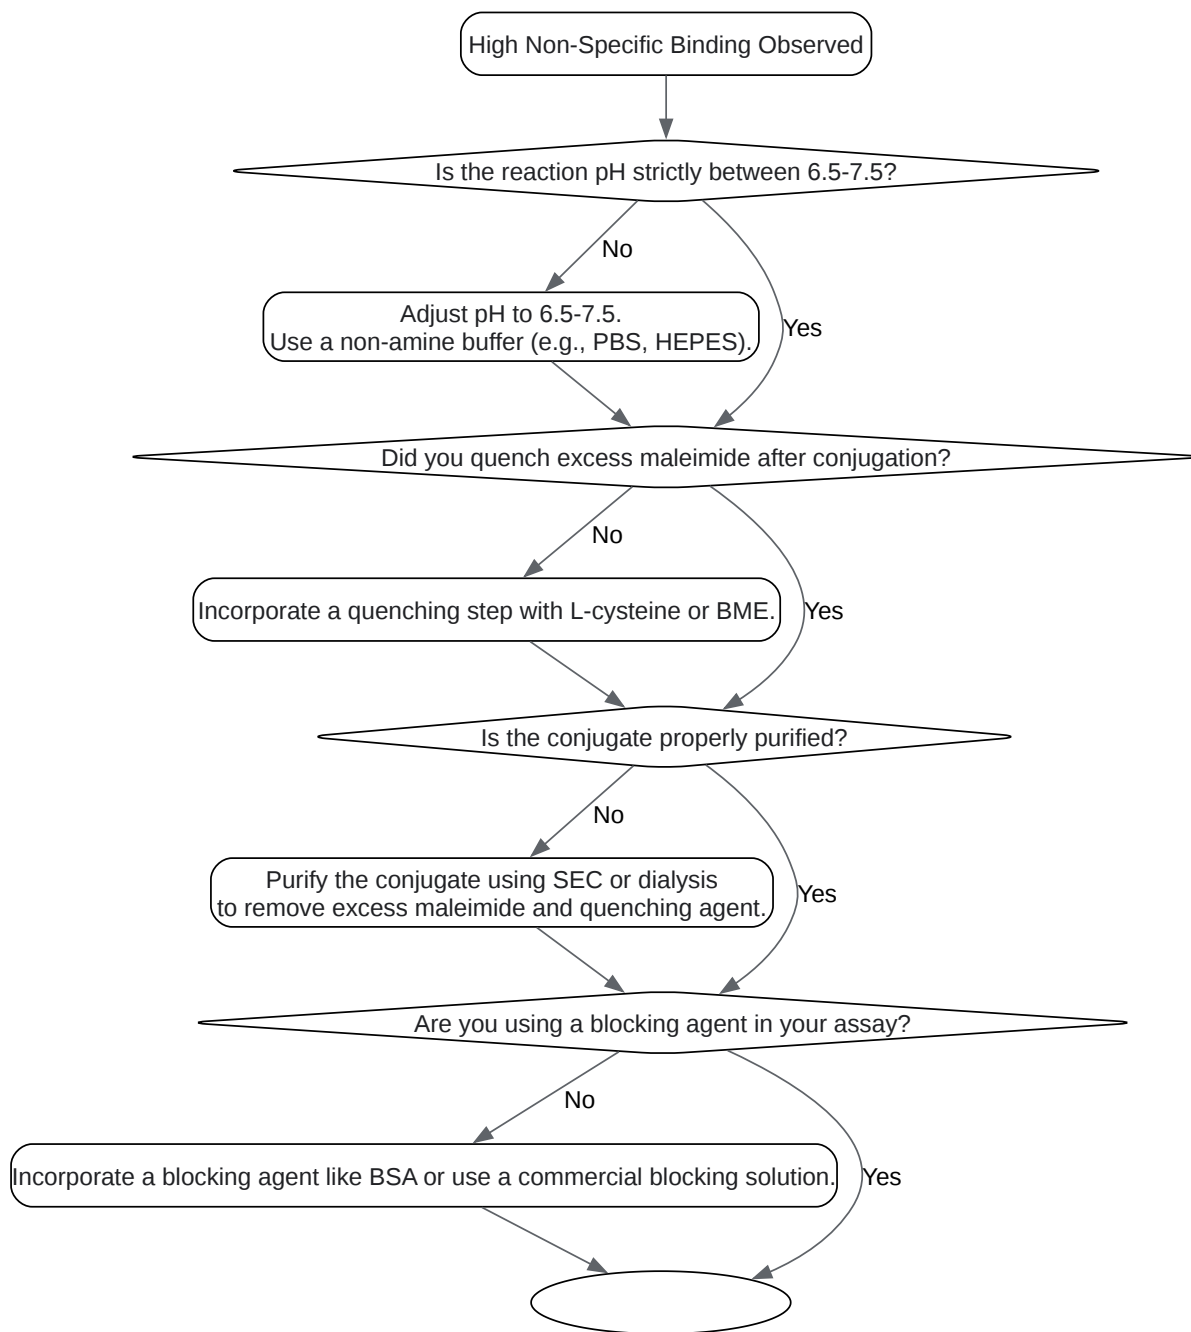 High Non-Specific Binding Observed
Is the reaction pH strictly between 6.5-7.5?
No
Adjust pH to 6.5-7.5.
Use a non-amine buffer (e.g., PBS, HEPES).
Yes
Did you quench excess maleimide after conjugation?
No
Incorporate a quenching step with L-cysteine or BME.
Yes
Is the conjugate properly purified?
No
Purify the conjugate using SEC or dialysis
to remove excess maleimide and quenching agent.
Yes
Are you using a blocking agent in your assay?
No
Incorporate a blocking agent like BSA or use a commercial blocking solution.
Yes